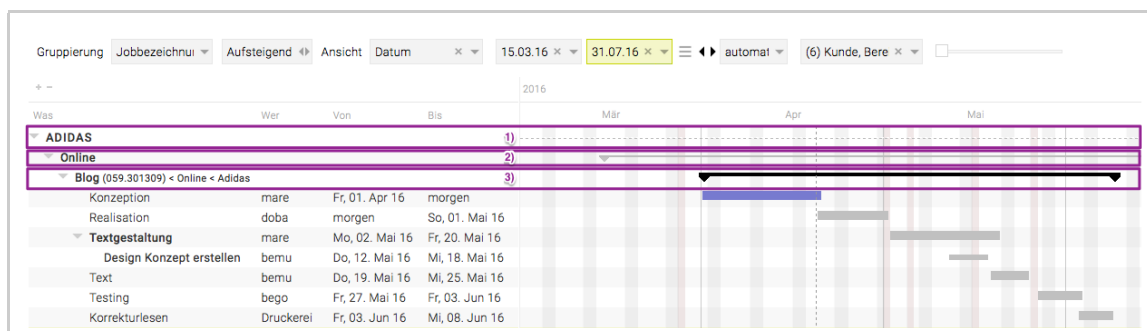 Gruppierung Jobbezeichnur Aufsteigend Ansicht Datum × 15.03.16 × 31.07.16 × automat (6) Kunde, Bere ×
+ − 2016
Was Wer Von Bis Mär Apr Mai
ADIDAS 1)
Online 2)
Blog (059.301309) < Online < Adidas 3)
Konzeption mare Fr, 01. Apr 16 morgen
Realisation doba morgen So, 01. Mai 16
Textgestaltung mare Mo, 02. Mai 16 Fr, 20. Mai 16
Design Konzept erstellen bemu Do, 12. Mai 16 Mi, 18. Mai 16
Text bemu Do, 19. Mai 16 Mi, 25. Mai 16
Testing bego Fr, 27. Mai 16 Fr, 03. Jun 16
Korrekturlesen Druckerei Fr, 03. Jun 16 Mi, 08. Jun 16